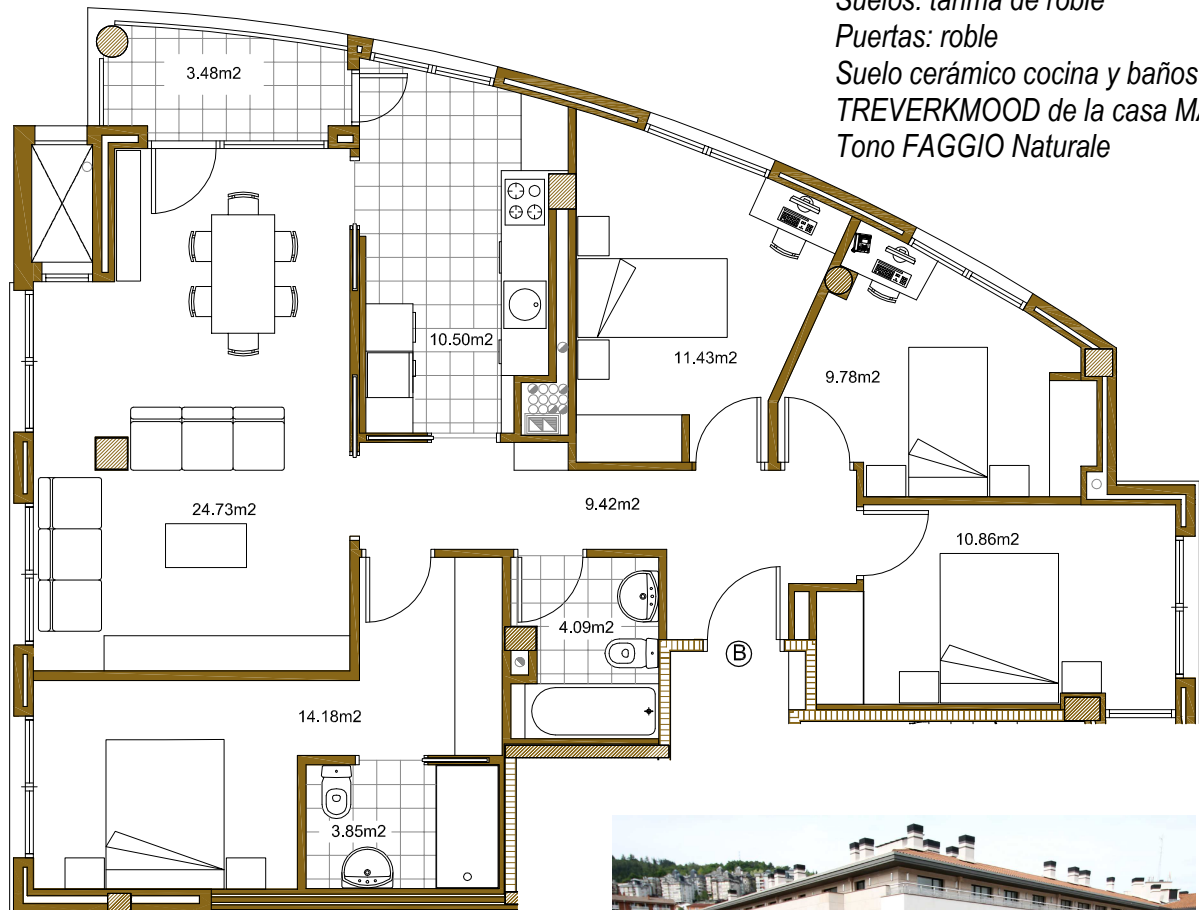 Suelos: tarima de roble
Puertas: roble
Suelo cerámico cocina y baños
TREVERKMOOD de la casa
Tono FAGGIO Naturale
3.48m2
10.50m2
11.43m2
9.78m2
24.73m2
9.42m2
10.86m2
4.09m2
B
14.18m2
3.85m2